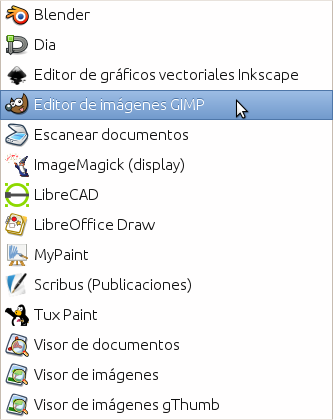 Blender
Dia
Editor de gráficos vectoriales Inkscape
Editor de imágenes GIMP
Escanear documentos
ImageMagick (display)
LibreCAD
LibreOffice Draw
MyPaint
Scribus (Publicaciones)
Tux Paint
Visor de documentos
Visor de imágenes
Visor de imágenes gThumb